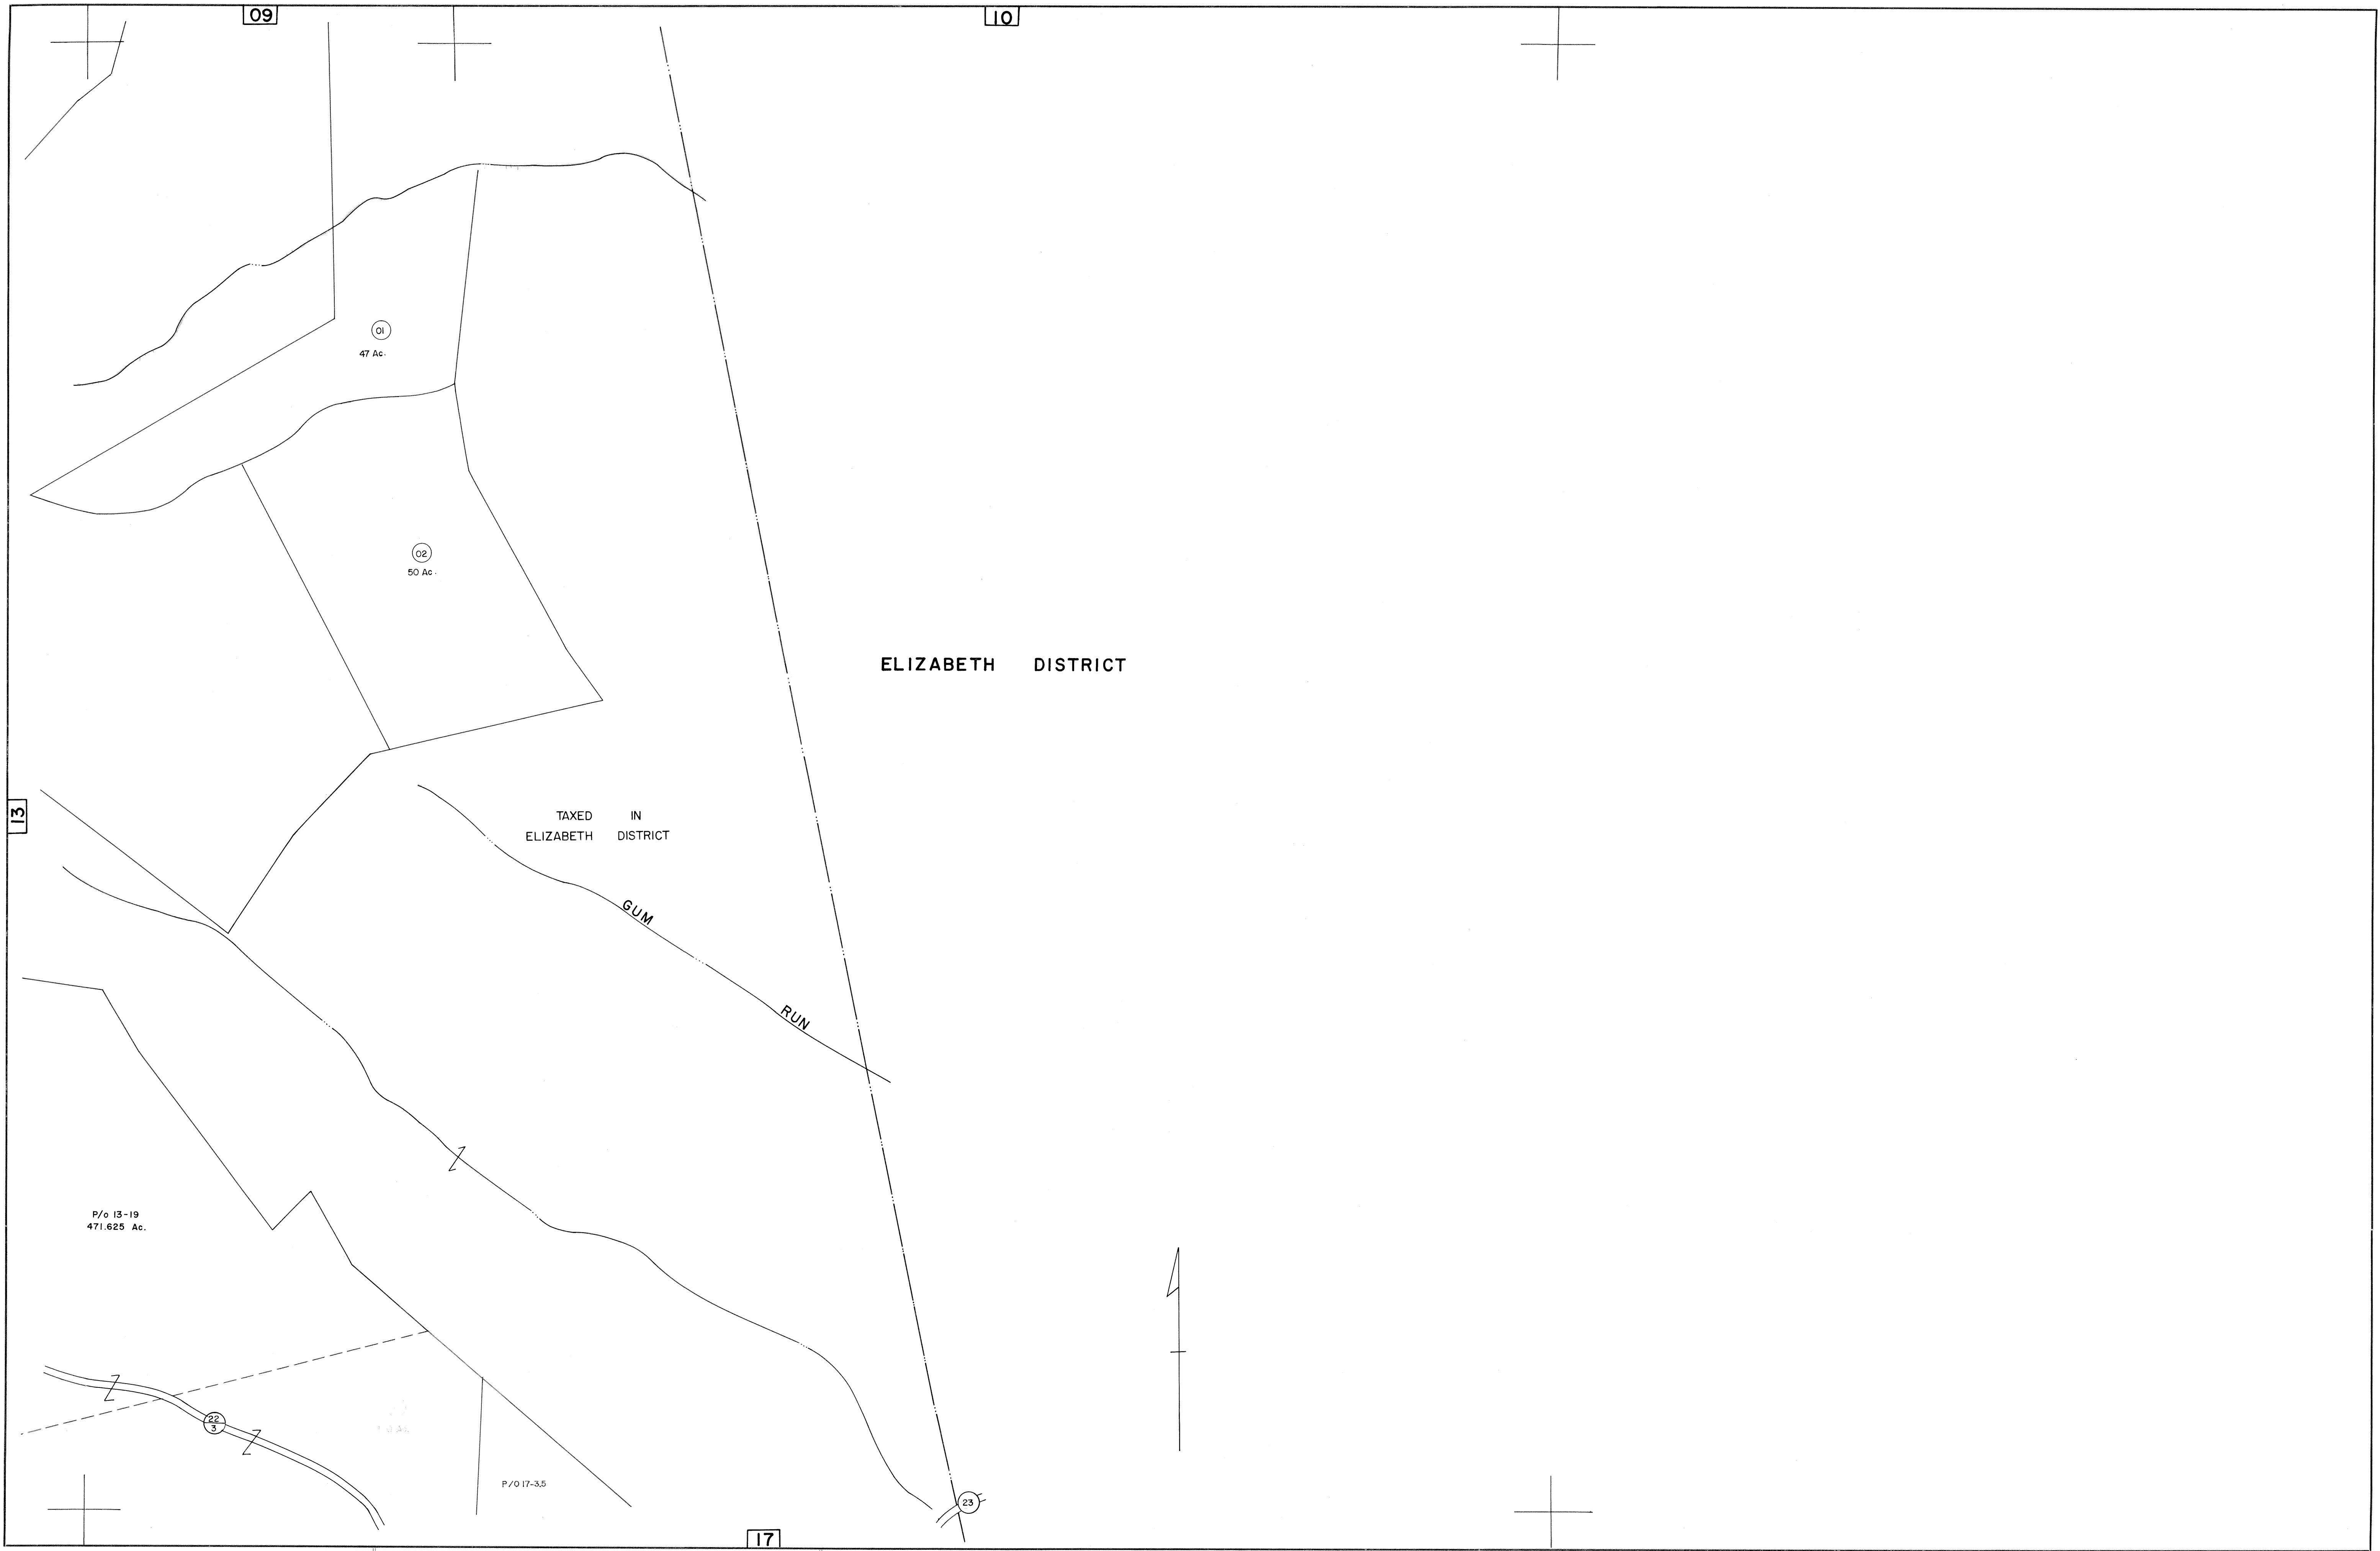 09
10
01
47 Ac.
02
50 Ac.
ELIZABETH DISTRICT
13
TAXED IN
ELIZABETH DISTRICT
GUM RUN
P/o 13-19
471.625 Ac.
22
3
P/O 17-3,5
23
17